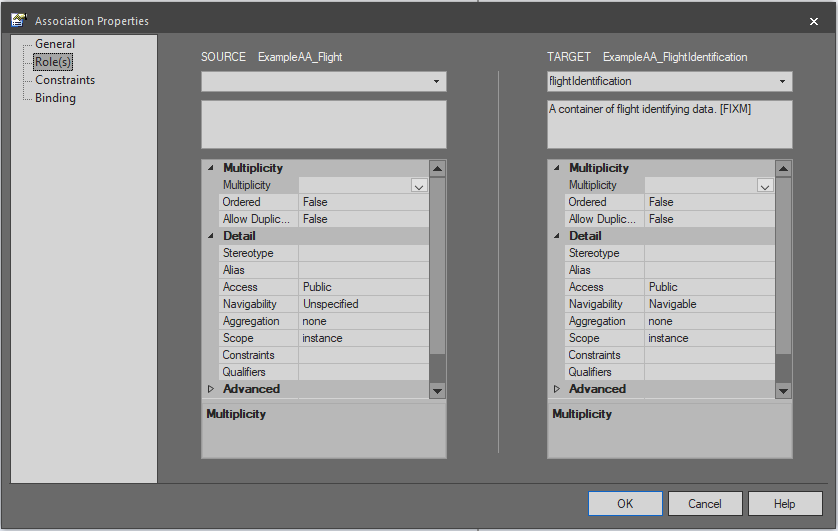 Association Properties
General
Role(s)
Constraints
Binding
SOURCE ExampleAA_Flight
Multiplicity
Multiplicity
Ordered False
Allow Duplic... False
Detail
Stereotype
Alias
Access Public
Navigability Unspecified
Aggregation none
Scope instance
Constraints
Qualifiers
Advanced
Multiplicity
TARGET ExampleAA_FlightIdentification
flightIdentification
A container of flight identifying data. [FIXM]
Multiplicity
Multiplicity
Ordered False
Allow Duplic... False
Detail
Stereotype
Alias
Access Public
Navigability Navigable
Aggregation none
Scope instance
Constraints
Qualifiers
Advanced
Multiplicity
OK Cancel Help